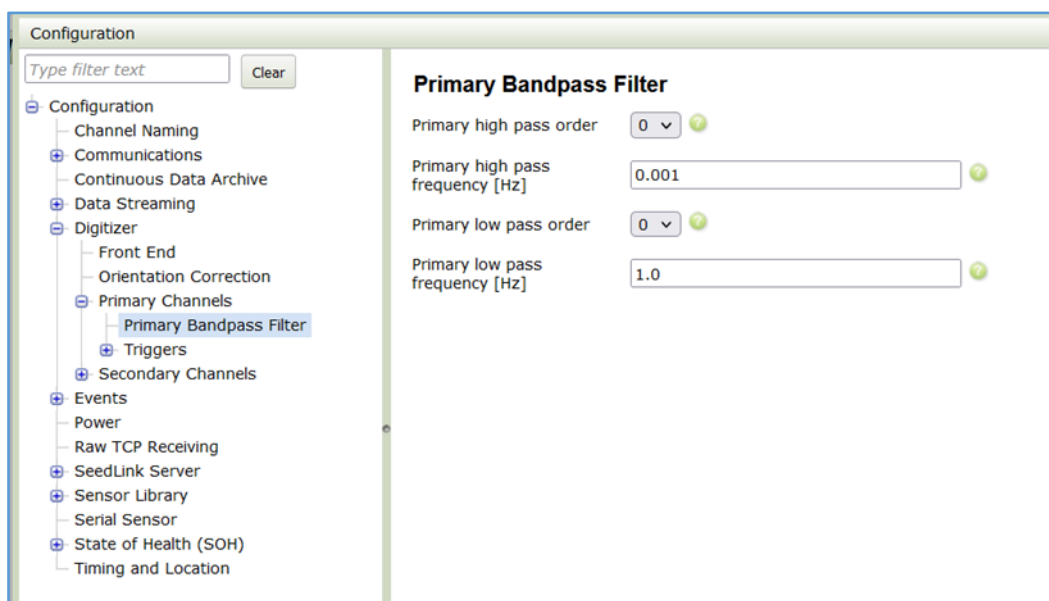 Configuration
Type filter text
Clear
Configuration
Channel Naming
Communications
Continuous Data Archive
Data Streaming
Digitizer
Front End
Orientation Correction
Primary Channels
Primary Bandpass Filter
Triggers
Secondary Channels
Events
Power
Raw TCP Receiving
SeedLink Server
Sensor Library
Serial Sensor
State of Health (SOH)
Timing and Location
Primary Bandpass Filter
Primary high pass order 0
Primary high pass
frequency [Hz]
0.001
Primary low pass order 0
Primary low pass
frequency [Hz]
1.0